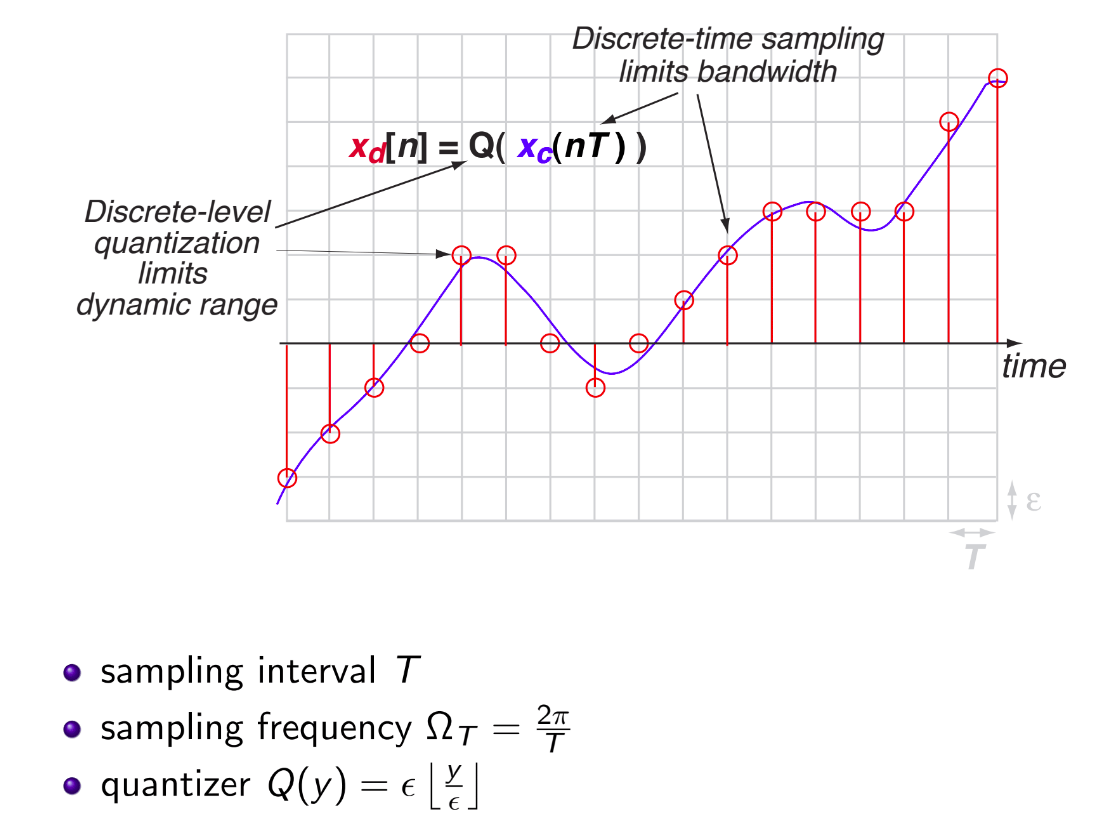 Discrete-time sampling
limits bandwidth
x_d[n] = Q( x_c(nT ) )
Discrete-level
quantization
limits
dynamic range
time
ε
T
• sampling interval T
• sampling frequency Ω_T = 2π/T
• quantizer Q(y) = ϵ ⌊y/ϵ⌋